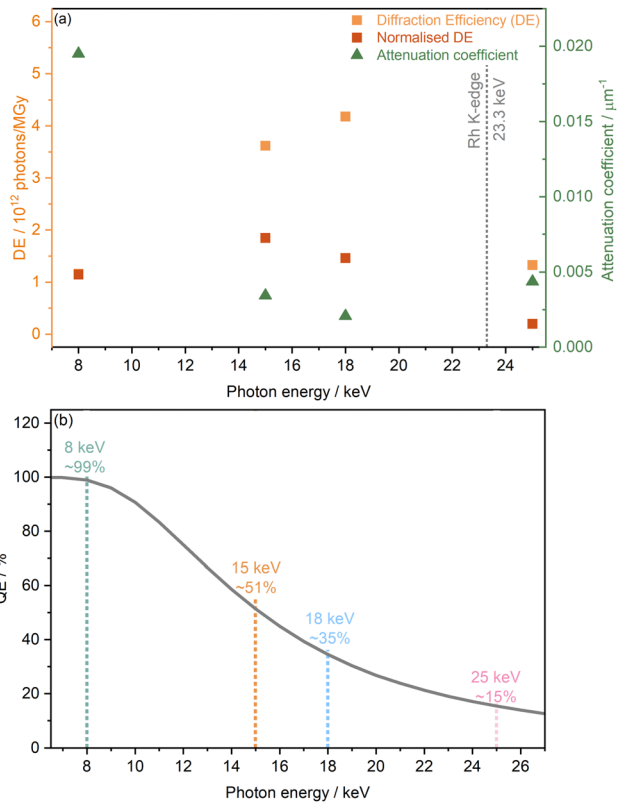 (a)
Diffraction Efficiency (DE)
Normalised DE
Attenuation coefficient
6
5
4
3
2
1
0
DE / 10¹² photons/MGy
0.020
0.015
0.010
0.005
0.000
Attenuation coefficient / μm⁻¹
Rh K-edge
23.3 keV
8 10 12 14 16 18 20 22 24
Photon energy / keV
(b)
120
100
80
60
40
20
0
QE / %
8 keV
~99%
15 keV
~51%
18 keV
~35%
25 keV
~15%
8 10 12 14 16 18 20 22 24 26
Photon energy / keV